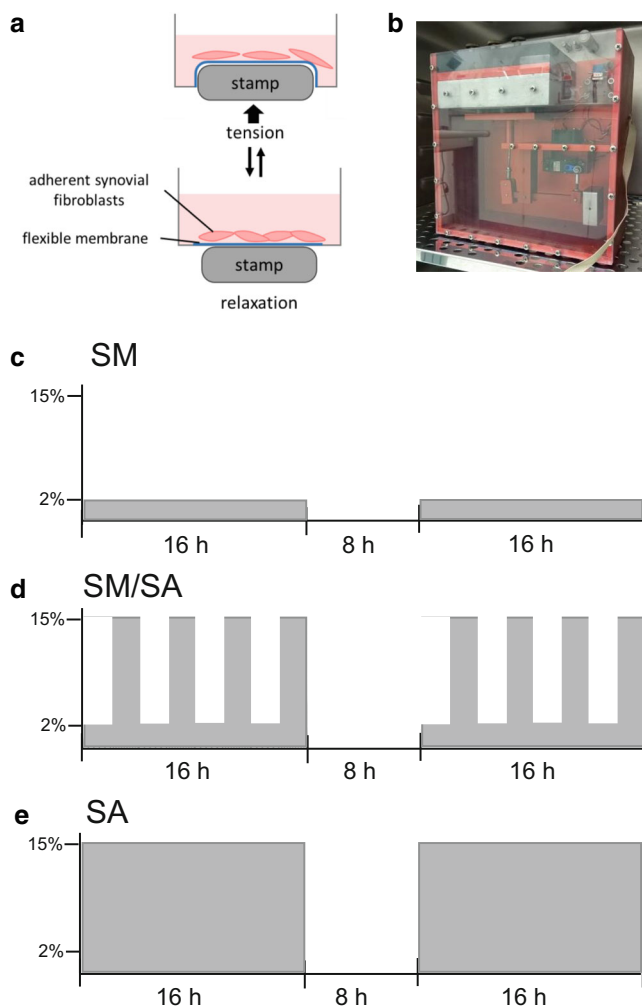 a
stamp
tension
adherent synovial
fibroblasts
flexible membrane
stamp
relaxation
b
c
SM
15%
2%
16 h
8 h
16 h
d
SM/SA
15%
2%
16 h
8 h
16 h
e
SA
15%
2%
16 h
8 h
16 h